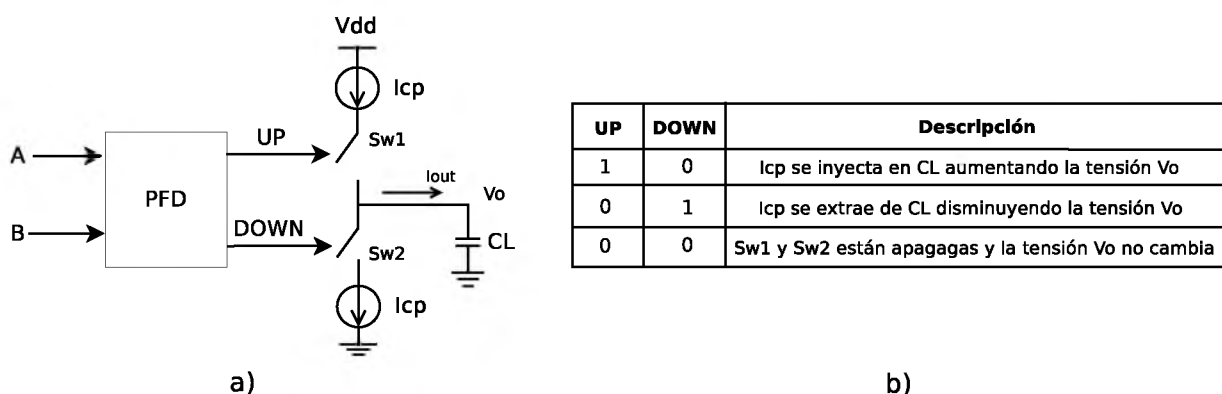 Vdd
Icp
Sw1
UP
A
PFD
Iout
Vo
B
DOWN
CL
Sw2
Icp
a)
UP DOWN Descripción
1 0 Icp se inyecta en CL aumentando la tensión Vo
0 1 Icp se extrae de CL disminuyendo la tensión Vo
0 0 Sw1 y Sw2 están apagagas y la tensión Vo no cambia
b)